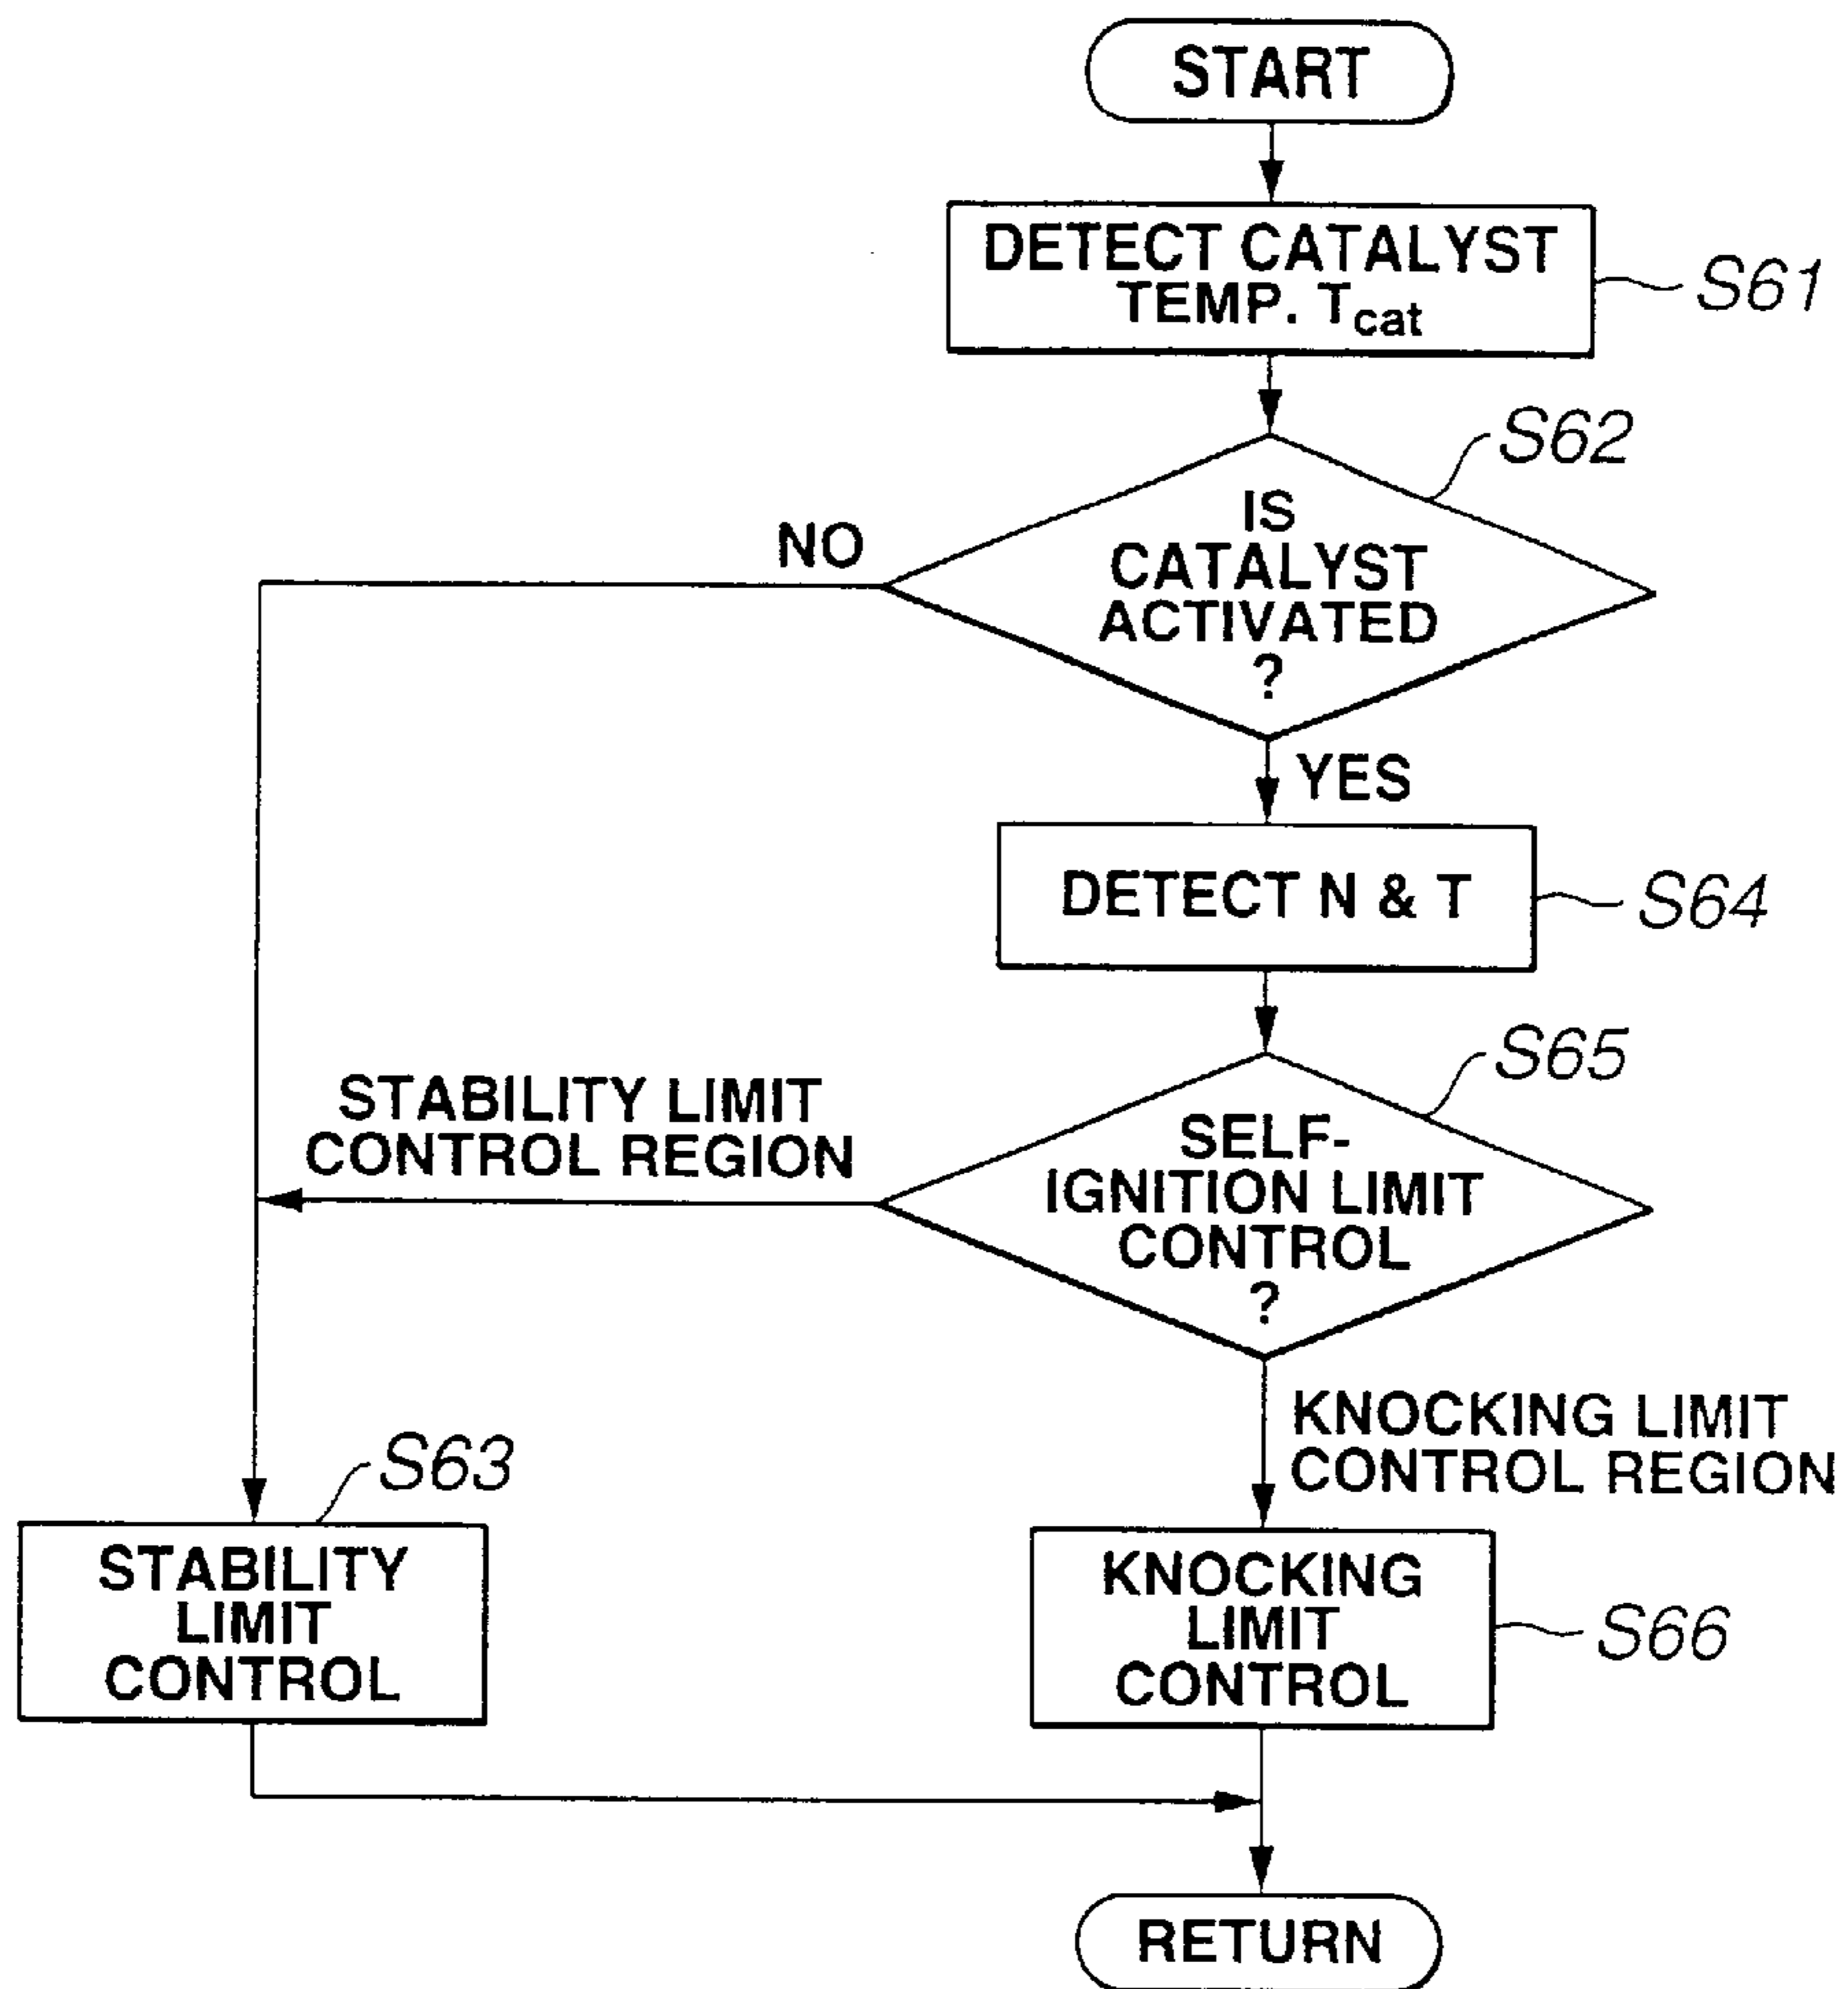 START
DETECT CATALYST
TEMP. Tcat
S61
S62
IS
CATALYST
ACTIVATED
?
NO
YES
DETECT N & T
S64
S65
SELF-
IGNITION LIMIT
CONTROL
?
STABILITY LIMIT
CONTROL REGION
KNOCKING LIMIT
CONTROL REGION
S63
STABILITY
LIMIT
CONTROL
KNOCKING
LIMIT
CONTROL
S66
RETURN